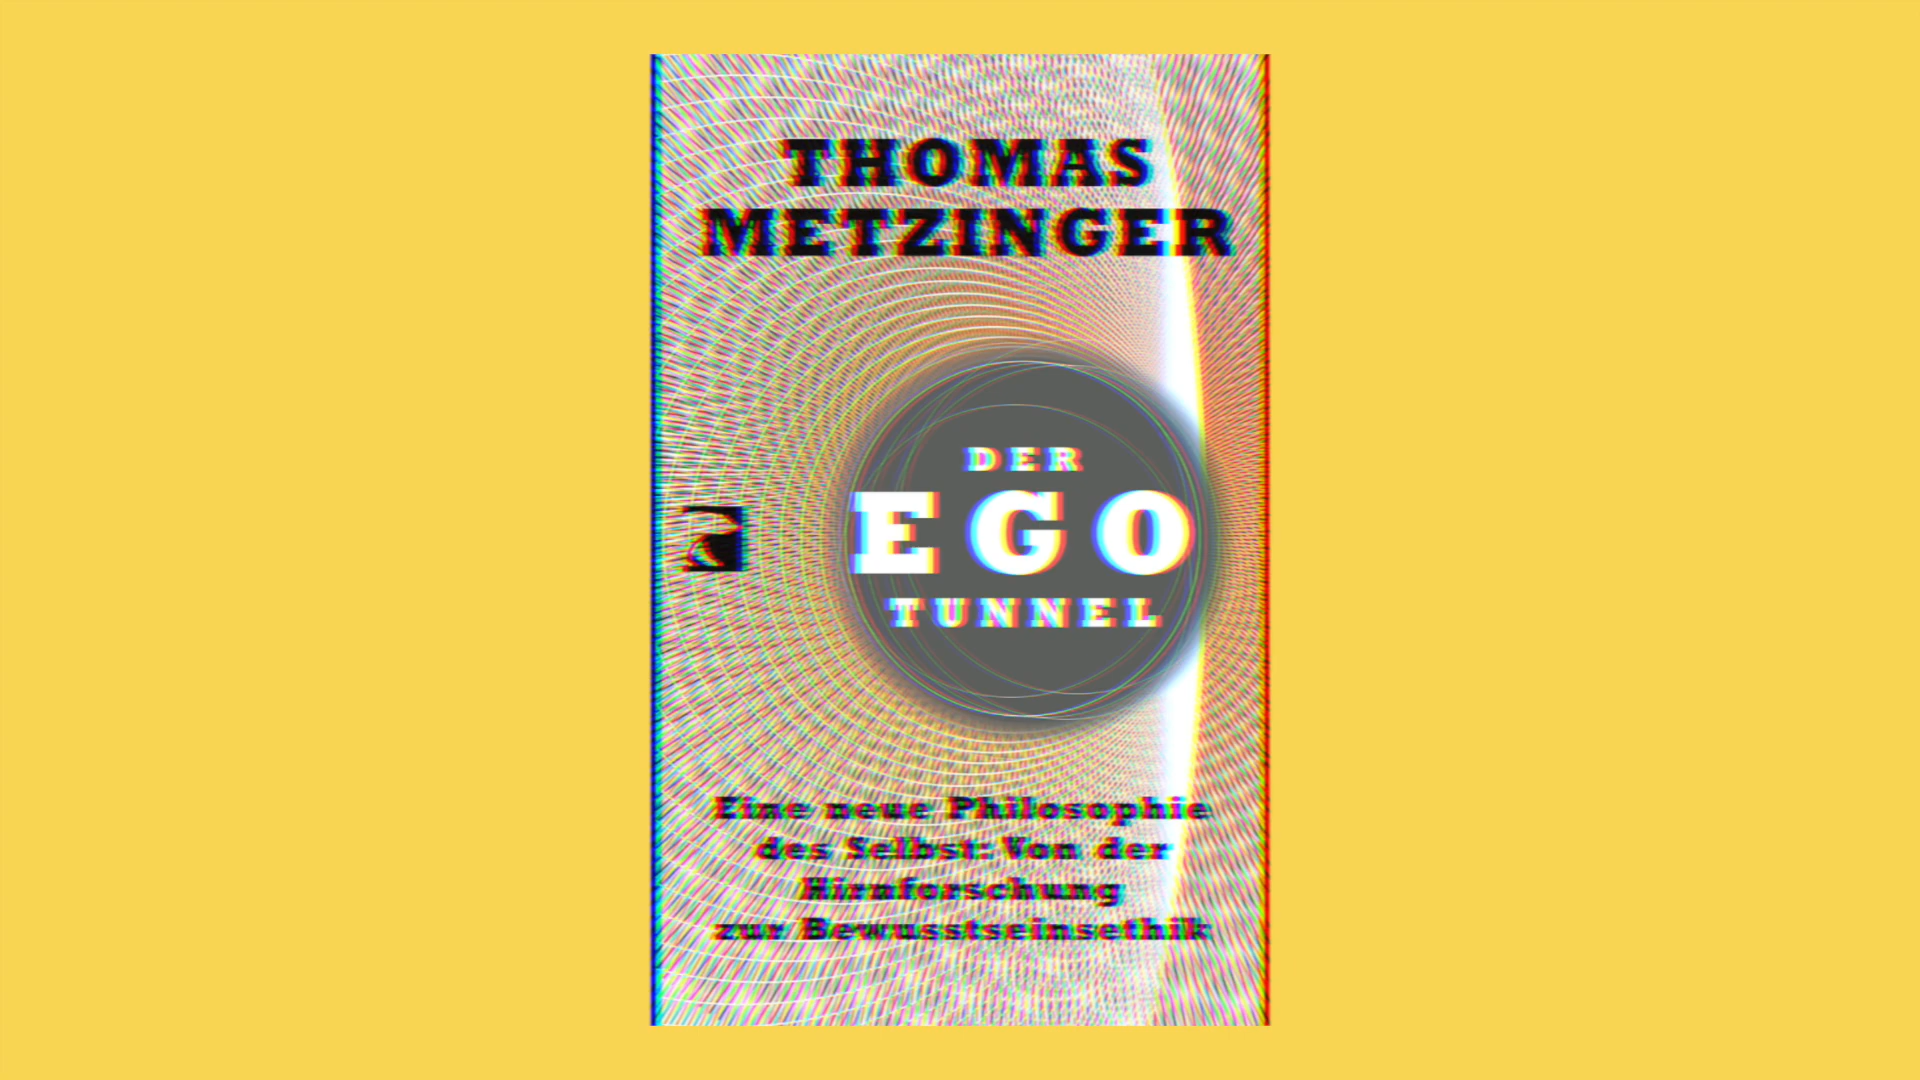 THOMAS
METZINGER
DER
EGO
TUNNEL
Eine neue Philosophie
des Selbst: Von der
Hirnforschung
zur Bewusstseinsethik